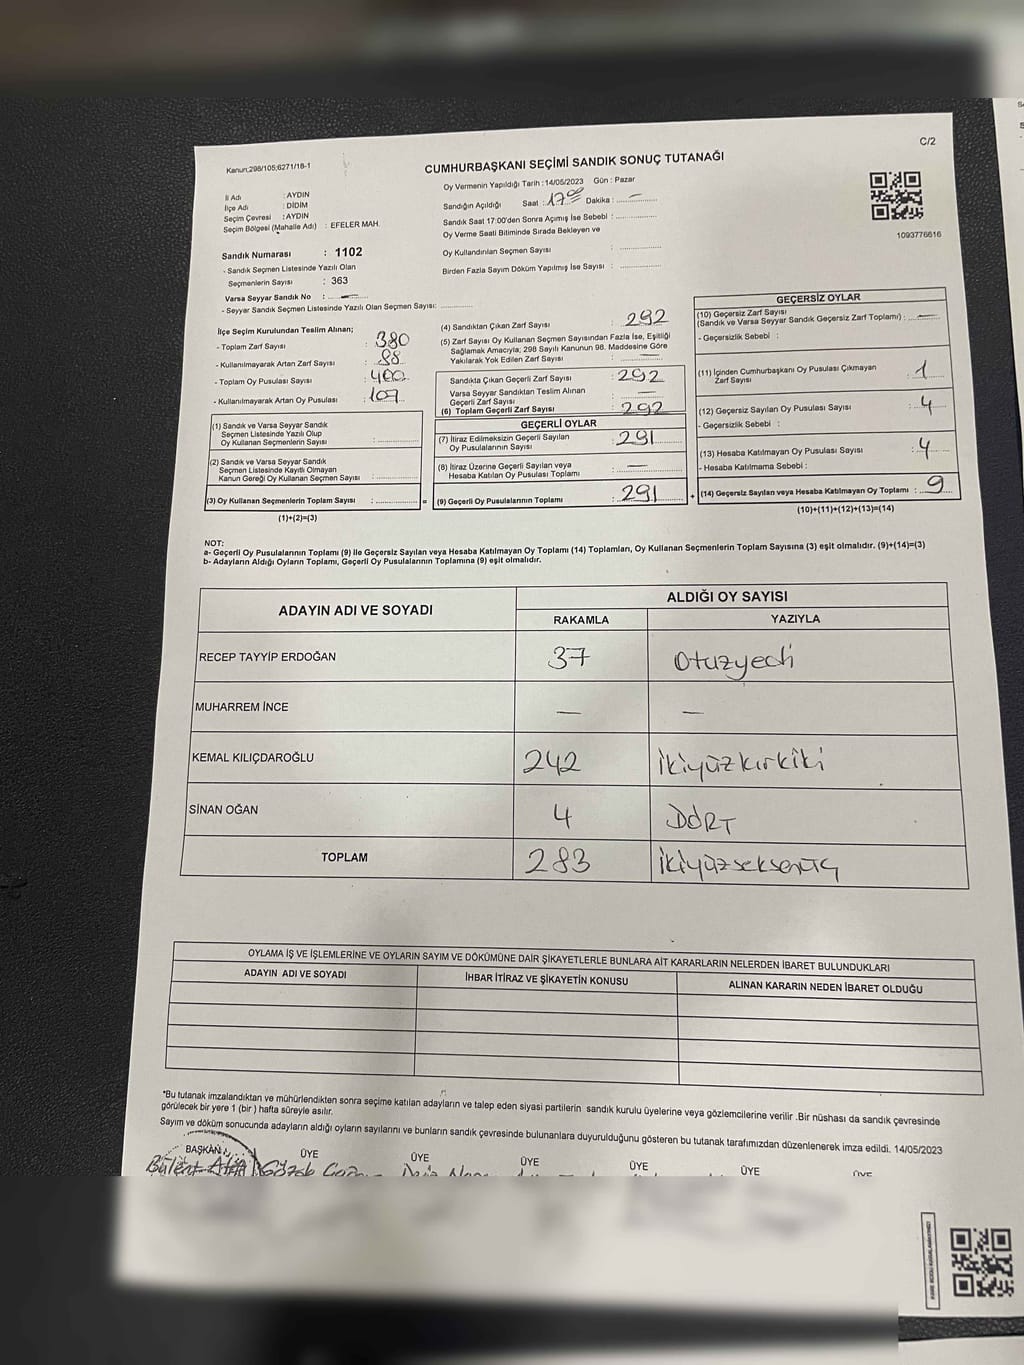 C/2
Kanun;298/105;6271/18-1
CUMHURBAŞKANI SEÇİMİ SANDIK SONUÇ TUTANAĞI
İli Adı : AYDIN
İlçe Adı : DİDİM
Seçim Çevresi : AYDIN
Seçim Bölgesi (Mahalle Adı) : EFELER MAH.
Sandık Numarası : 1102
- Sandık Seçmen Listesinde Yazılı Olan
Seçmenlerin Sayısı : 363
Varsa Seyyar Sandık No : —
- Seyyar Sandık Seçmen Listesinde Yazılı Olan Seçmen Sayısı:
Oy Vermenin Yapıldığı Tarih :14/05/2023 Gün : Pazar
Sandığın Açıldığı Saat : 17:00 Dakika : —
Sandık Saat 17:00'den Sonra Açımış İse Sebebi :
Oy Verme Saati Bitiminde Sırada Bekleyen ve
Oy Kullandırılan Seçmen Sayısı :
Birden Fazla Sayım Döküm Yapılmış İse Sayısı :
1093776616
İlçe Seçim Kurulundan Teslim Alınan;
- Toplam Zarf Sayısı : 380
- Kullanılmayarak Artan Zarf Sayısı : 88
- Toplam Oy Pusulası Sayısı : 400
- Kullanılmayarak Artan Oy Pusulası : 109
(1) Sandık ve Varsa Seyyar Sandık
Seçmen Listesinde Yazılı Olup
Oy Kullanan Seçmenlerin Sayısı :
(2) Sandık ve Varsa Seyyar Sandık
Seçmen Listesinde Kayıtlı Olmayan
Kanun Gereği Oy Kullanan Seçmen Sayısı :
(3) Oy Kullanan Seçmenlerin Toplam Sayısı : =
(1)+(2)=(3)
(4) Sandıktan Çıkan Zarf Sayısı : 292
(5) Zarf Sayısı Oy Kullanan Seçmen Sayısından Fazla İse, Eşitliği
Sağlamak Amacıyla; 298 Sayılı Kanunun 98. Maddesine Göre
Yakılarak Yok Edilen Zarf Sayısı : —
Sandıkta Çıkan Geçerli Zarf Sayısı : 292
Varsa Seyyar Sandıktan Teslim Alınan
Geçerli Zarf Sayısı :
(6) Toplam Geçerli Zarf Sayısı : 292
GEÇERLİ OYLAR
(7) İtiraz Edilmeksizin Geçerli Sayılan
Oy Pusulalarının Sayısı : 291
(8) İtiraz Üzerine Geçerli Sayılan veya
Hesaba Katılan Oy Pusulası Toplamı : —
(9) Geçerli Oy Pusulalarının Toplamı : 291 +
GEÇERSİZ OYLAR
(10) Geçersiz Zarf Sayısı
(Sandık ve Varsa Seyyar Sandık Geçersiz Zarf Toplamı) : —
- Geçersizlik Sebebi :
(11) İçinden Cumhurbaşkanı Oy Pusulası Çıkmayan
Zarf Sayısı : 1
(12) Geçersiz Sayılan Oy Pusulası Sayısı : 4
- Geçersizlik Sebebi :
(13) Hesaba Katılmayan Oy Pusulası Sayısı : 4
- Hesaba Katılmama Sebebi :
(14) Geçersiz Sayılan veya Hesaba Katılmayan Oy Toplamı : 9
(10)+(11)+(12)+(13)=(14)
NOT:
a- Geçerli Oy Pusulalarının Toplamı (9) ile Geçersiz Sayılan veya Hesaba Katılmayan Oy Toplamı (14) Toplamları, Oy Kullanan Seçmenlerin Toplam Sayısına (3) eşit olmalıdır. (9)+(14)=(3)
b- Adayların Aldığı Oyların Toplamı, Geçerli Oy Pusulalarının Toplamına (9) eşit olmalıdır.
ADAYIN ADI VE SOYADI
ALDIĞI OY SAYISI
RAKAMLA YAZIYLA
RECEP TAYYİP ERDOĞAN 37 Otuzyedi
MUHARREM İNCE — —
KEMAL KILIÇDAROĞLU 242 İkiyüzkırkiki
SİNAN OĞAN 4 DÖRT
TOPLAM 283 İkiyüzseksenüç
OYLAMA İŞ VE İŞLEMLERİNE VE OYLARIN SAYIM VE DÖKÜMÜNE DAİR ŞİKAYETLERLE BUNLARA AİT KARARLARIN NELERDEN İBARET BULUNDUKLARI
ADAYIN ADI VE SOYADI İHBAR İTİRAZ VE ŞİKAYETİN KONUSU ALINAN KARARIN NEDEN İBARET OLDUĞU
*Bu tutanak imzalandıktan ve mühürlendikten sonra seçime katılan adayların ve talep eden siyasi partilerin sandık kurulu üyelerine veya gözlemcilerine verilir .Bir nüshası da sandık çevresinde
görülecek bir yere 1 (bir ) hafta süreyle asılır.
Sayım ve döküm sonucunda adayların aldığı oyların sayılarını ve bunların sandık çevresinde bulunanlara duyurulduğunu gösteren bu tutanak tarafımızdan düzenlenerek imza edildi. 14/05/2023
BAŞKAN ÜYE ÜYE ÜYE ÜYE ÜYE ÜYE
Bülent